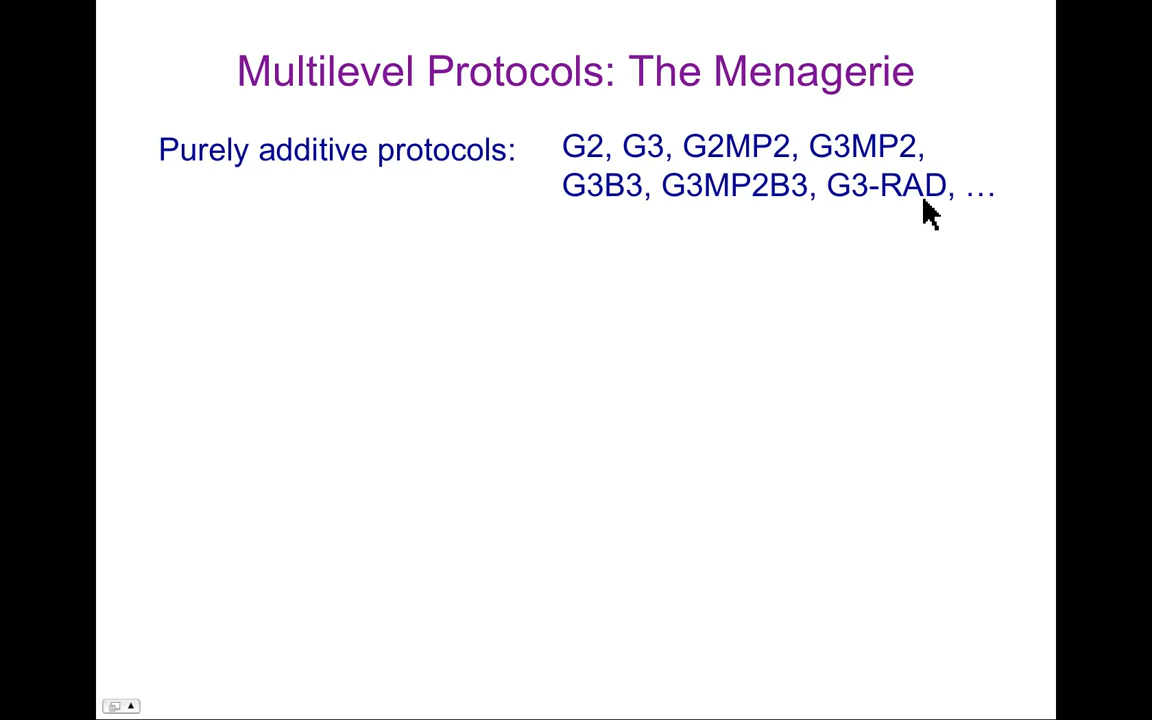 Multilevel Protocols: The Menagerie
Purely additive protocols:
G2, G3, G2MP2, G3MP2,
G3B3, G3MP2B3, G3-RAD, …